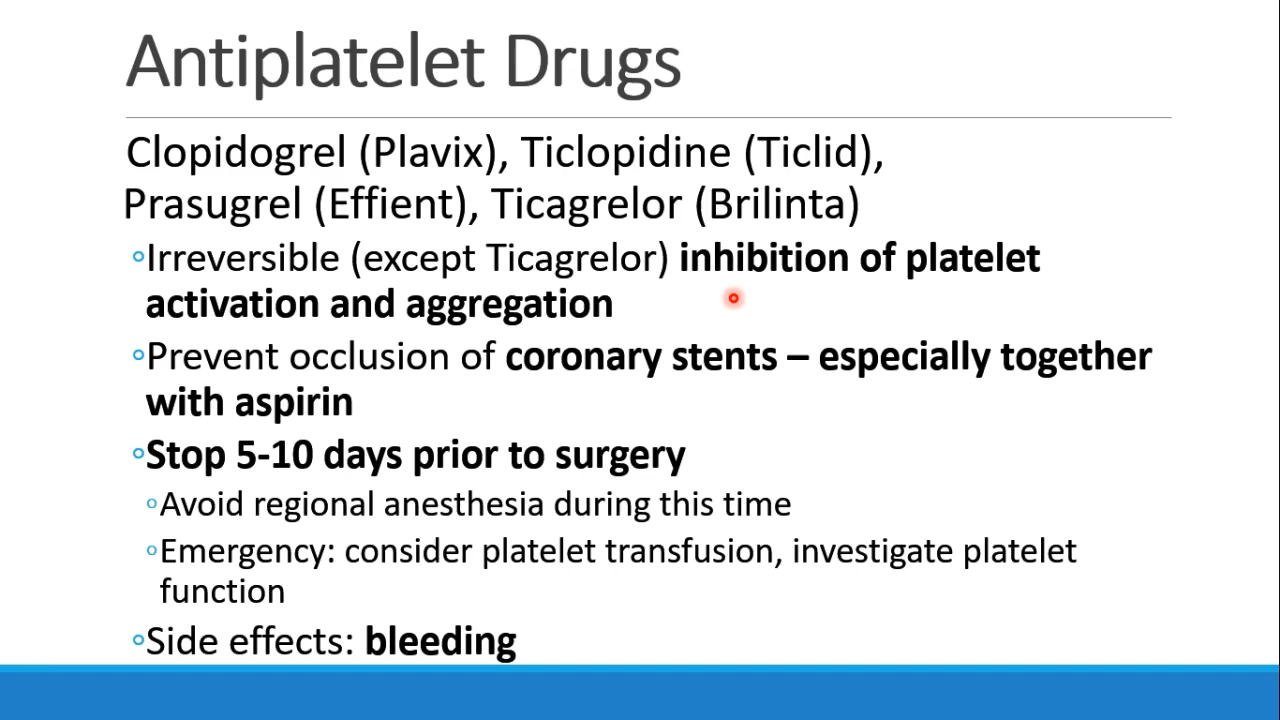 Antiplatelet Drugs
Clopidogrel (Plavix), Ticlopidine (Ticlid),
Prasugrel (Effient), Ticagrelor (Brilinta)
Irreversible (except Ticagrelor) inhibition of platelet
activation and aggregation
Prevent occlusion of coronary stents – especially together
with aspirin
Stop 5-10 days prior to surgery
Avoid regional anesthesia during this time
Emergency: consider platelet transfusion, investigate platelet
function
Side effects: bleeding